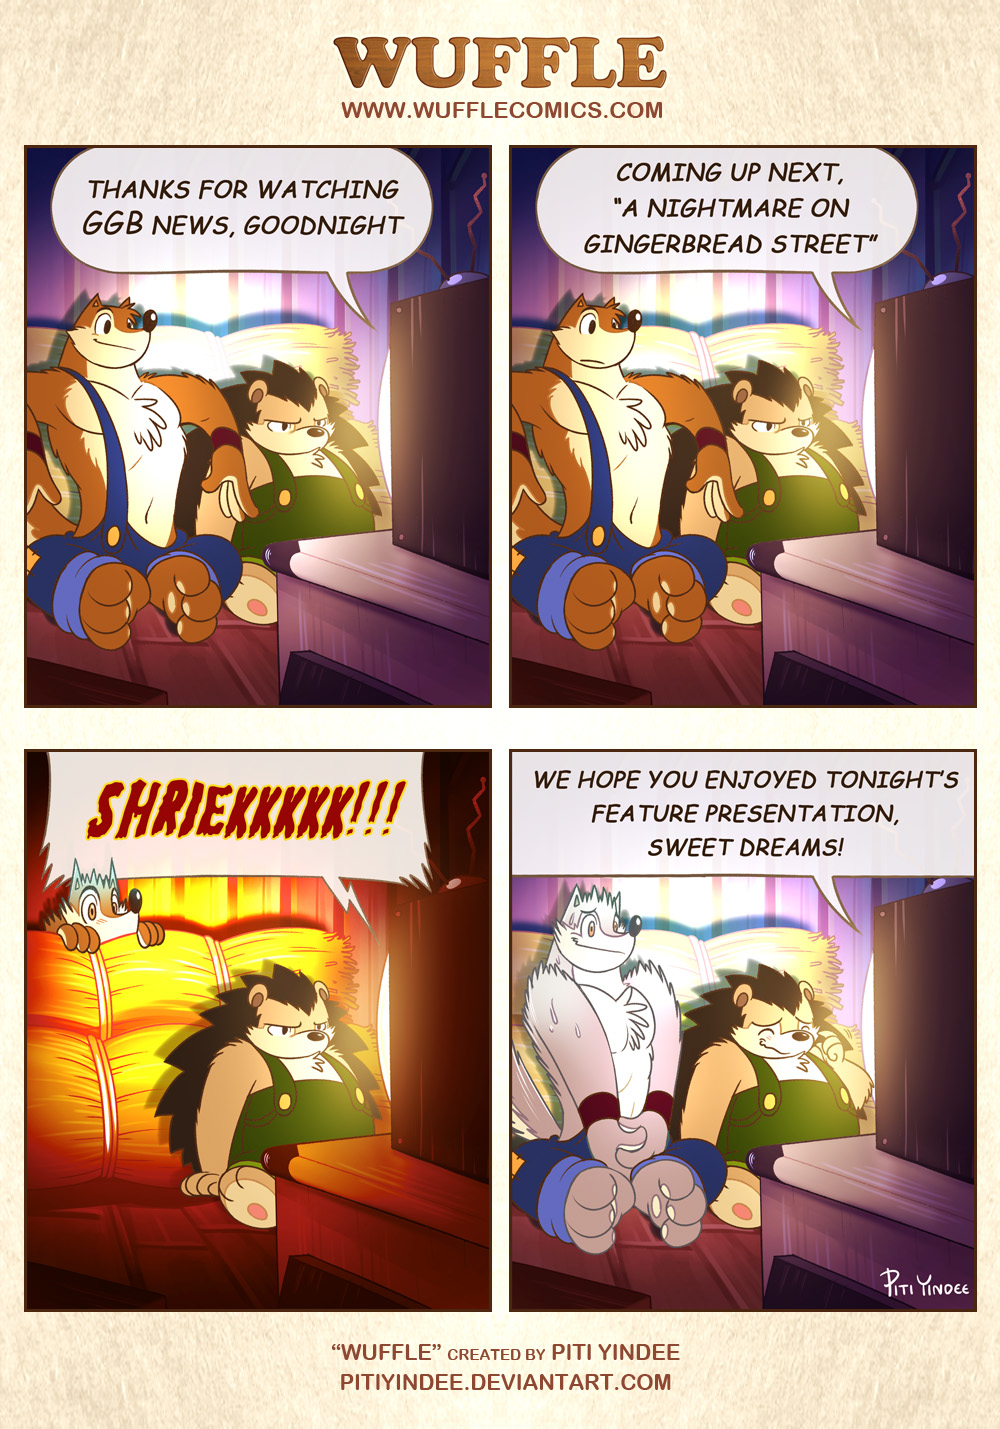 WUFFLE
WWW.WUFFLECOMICS.COM
THANKS FOR WATCHING
GGB NEWS, GOODNIGHT
COMING UP NEXT,
"A NIGHTMARE ON
GINGERBREAD STREET"
SHRIEKKKKK!!!
WE HOPE YOU ENJOYED TONIGHT'S
FEATURE PRESENTATION,
SWEET DREAMS!
PITI YINDEE
"WUFFLE" CREATED BY PITI YINDEE
PITIYINDEE.DEVIANTART.COM